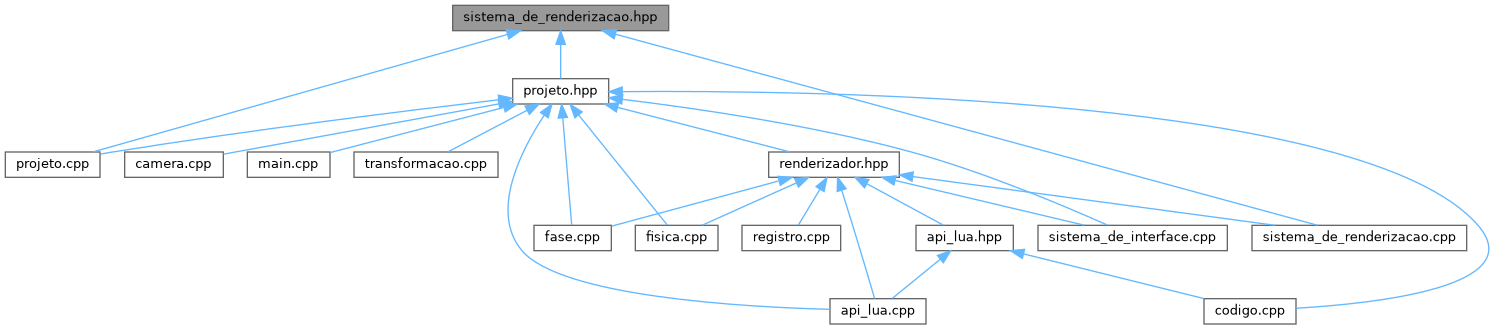 sistema_de_renderizacao.hpp
projeto.hpp
projeto.cpp
camera.cpp
main.cpp
transformacao.cpp
renderizador.hpp
fase.cpp
fisica.cpp
registro.cpp
api_lua.hpp
sistema_de_interface.cpp
sistema_de_renderizacao.cpp
api_lua.cpp
codigo.cpp